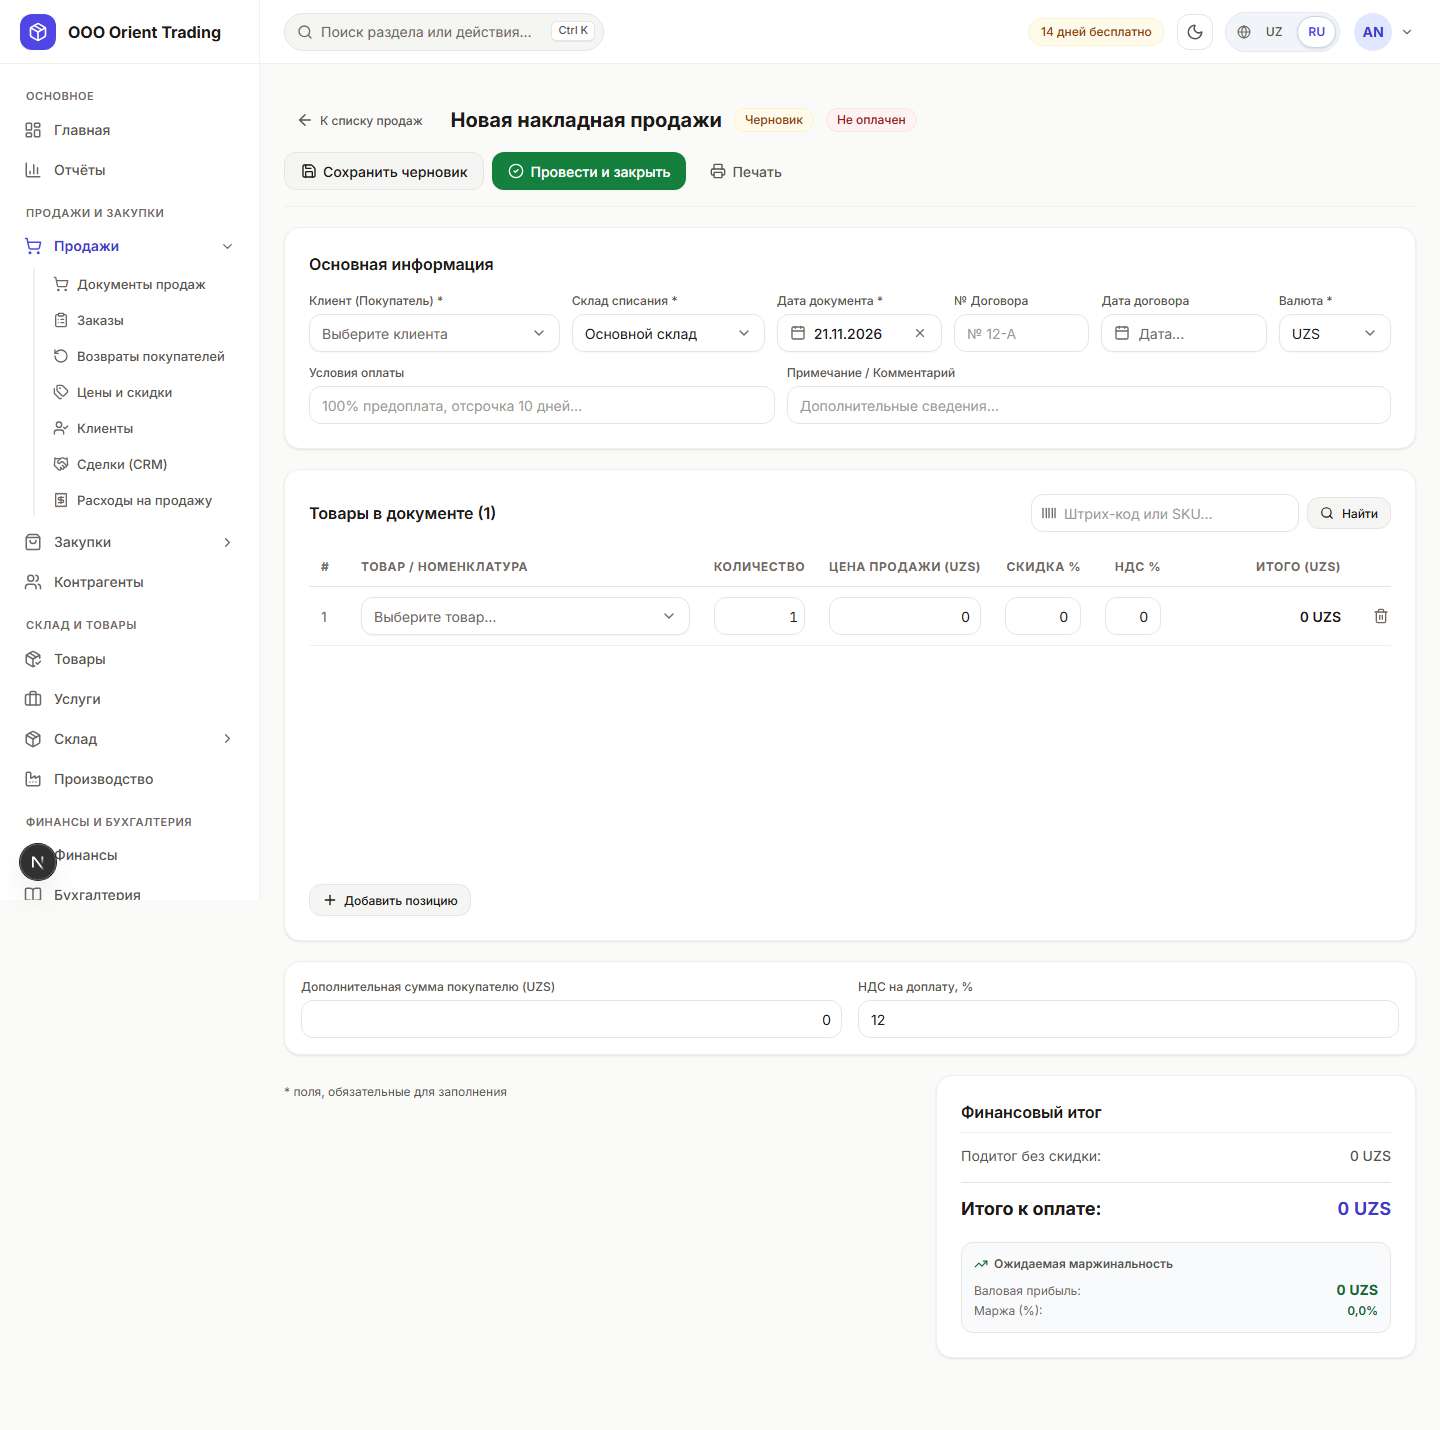 ООО Orient Trading
Поиск раздела или действия...
Ctrl K
14 дней бесплатно
UZ
RU
AN
ОСНОВНОЕ
Главная
Отчёты
ПРОДАЖИ И ЗАКУПКИ
Продажи
Документы продаж
Заказы
Возвраты покупателей
Цены и скидки
Клиенты
Сделки (CRM)
Расходы на продажу
Закупки
Контрагенты
СКЛАД И ТОВАРЫ
Товары
Услуги
Склад
Производство
ФИНАНСЫ И БУХГАЛТЕРИЯ
Финансы
N
Бухгалтерия
К списку продаж
Новая накладная продажи
Черновик
Не оплачен
Сохранить черновик
Провести и закрыть
Печать
Основная информация
Клиент (Покупатель) *
Склад списания *
Дата документа *
№ Договора
Дата договора
Валюта *
Выберите клиента
Основной склад
21.11.2026
№ 12-А
Дата...
UZS
Условия оплаты
Примечание / Комментарий
100% предоплата, отсрочка 10 дней...
Дополнительные сведения...
Товары в документе (1)
Штрих-код или SKU...
Найти
# ТОВАР / НОМЕНКЛАТУРА КОЛИЧЕСТВО ЦЕНА ПРОДАЖИ (UZS) СКИДКА % НДС % ИТОГО (UZS)
1 Выберите товар... 1 0 0 0 0 UZS
Добавить позицию
Дополнительная сумма покупателю (UZS)
НДС на доплату, %
0
12
* поля, обязательные для заполнения
Финансовый итог
Подитог без скидки: 0 UZS
Итого к оплате: 0 UZS
Ожидаемая маржинальность
Валовая прибыль: 0 UZS
Маржа (%): 0,0%